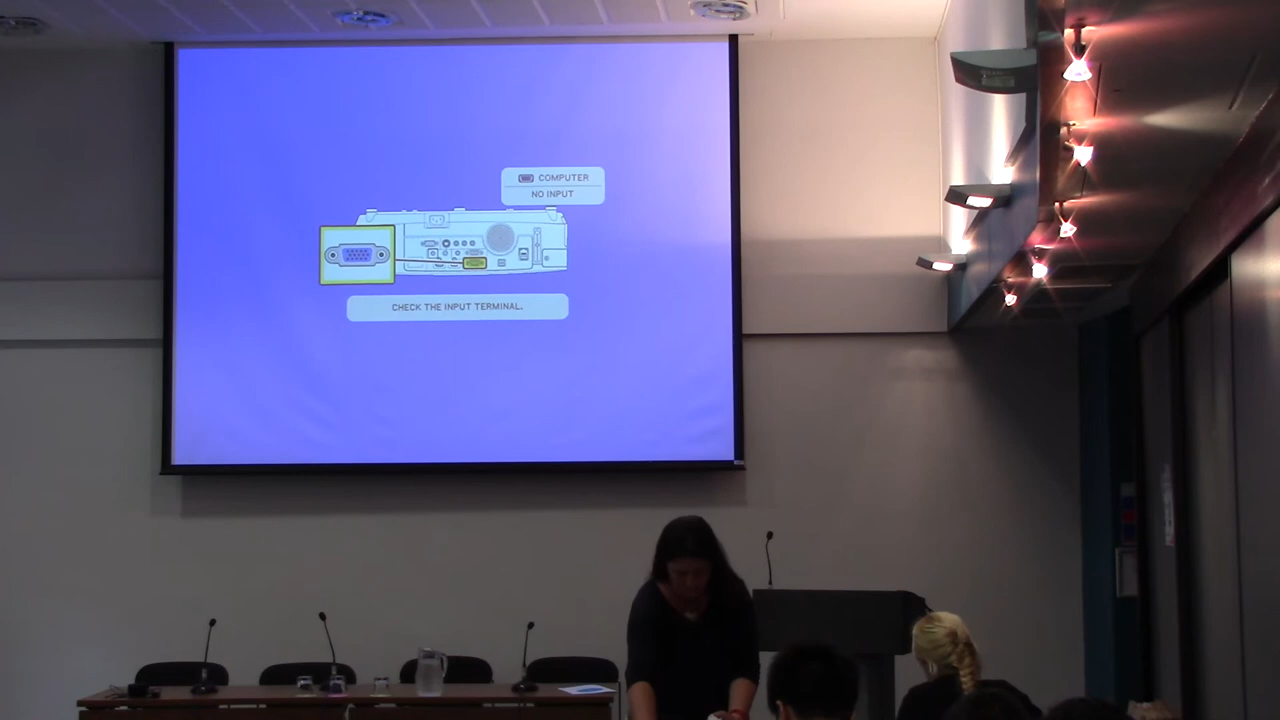 COMPUTER
NO INPUT
CHECK THE INPUT TERMINAL.